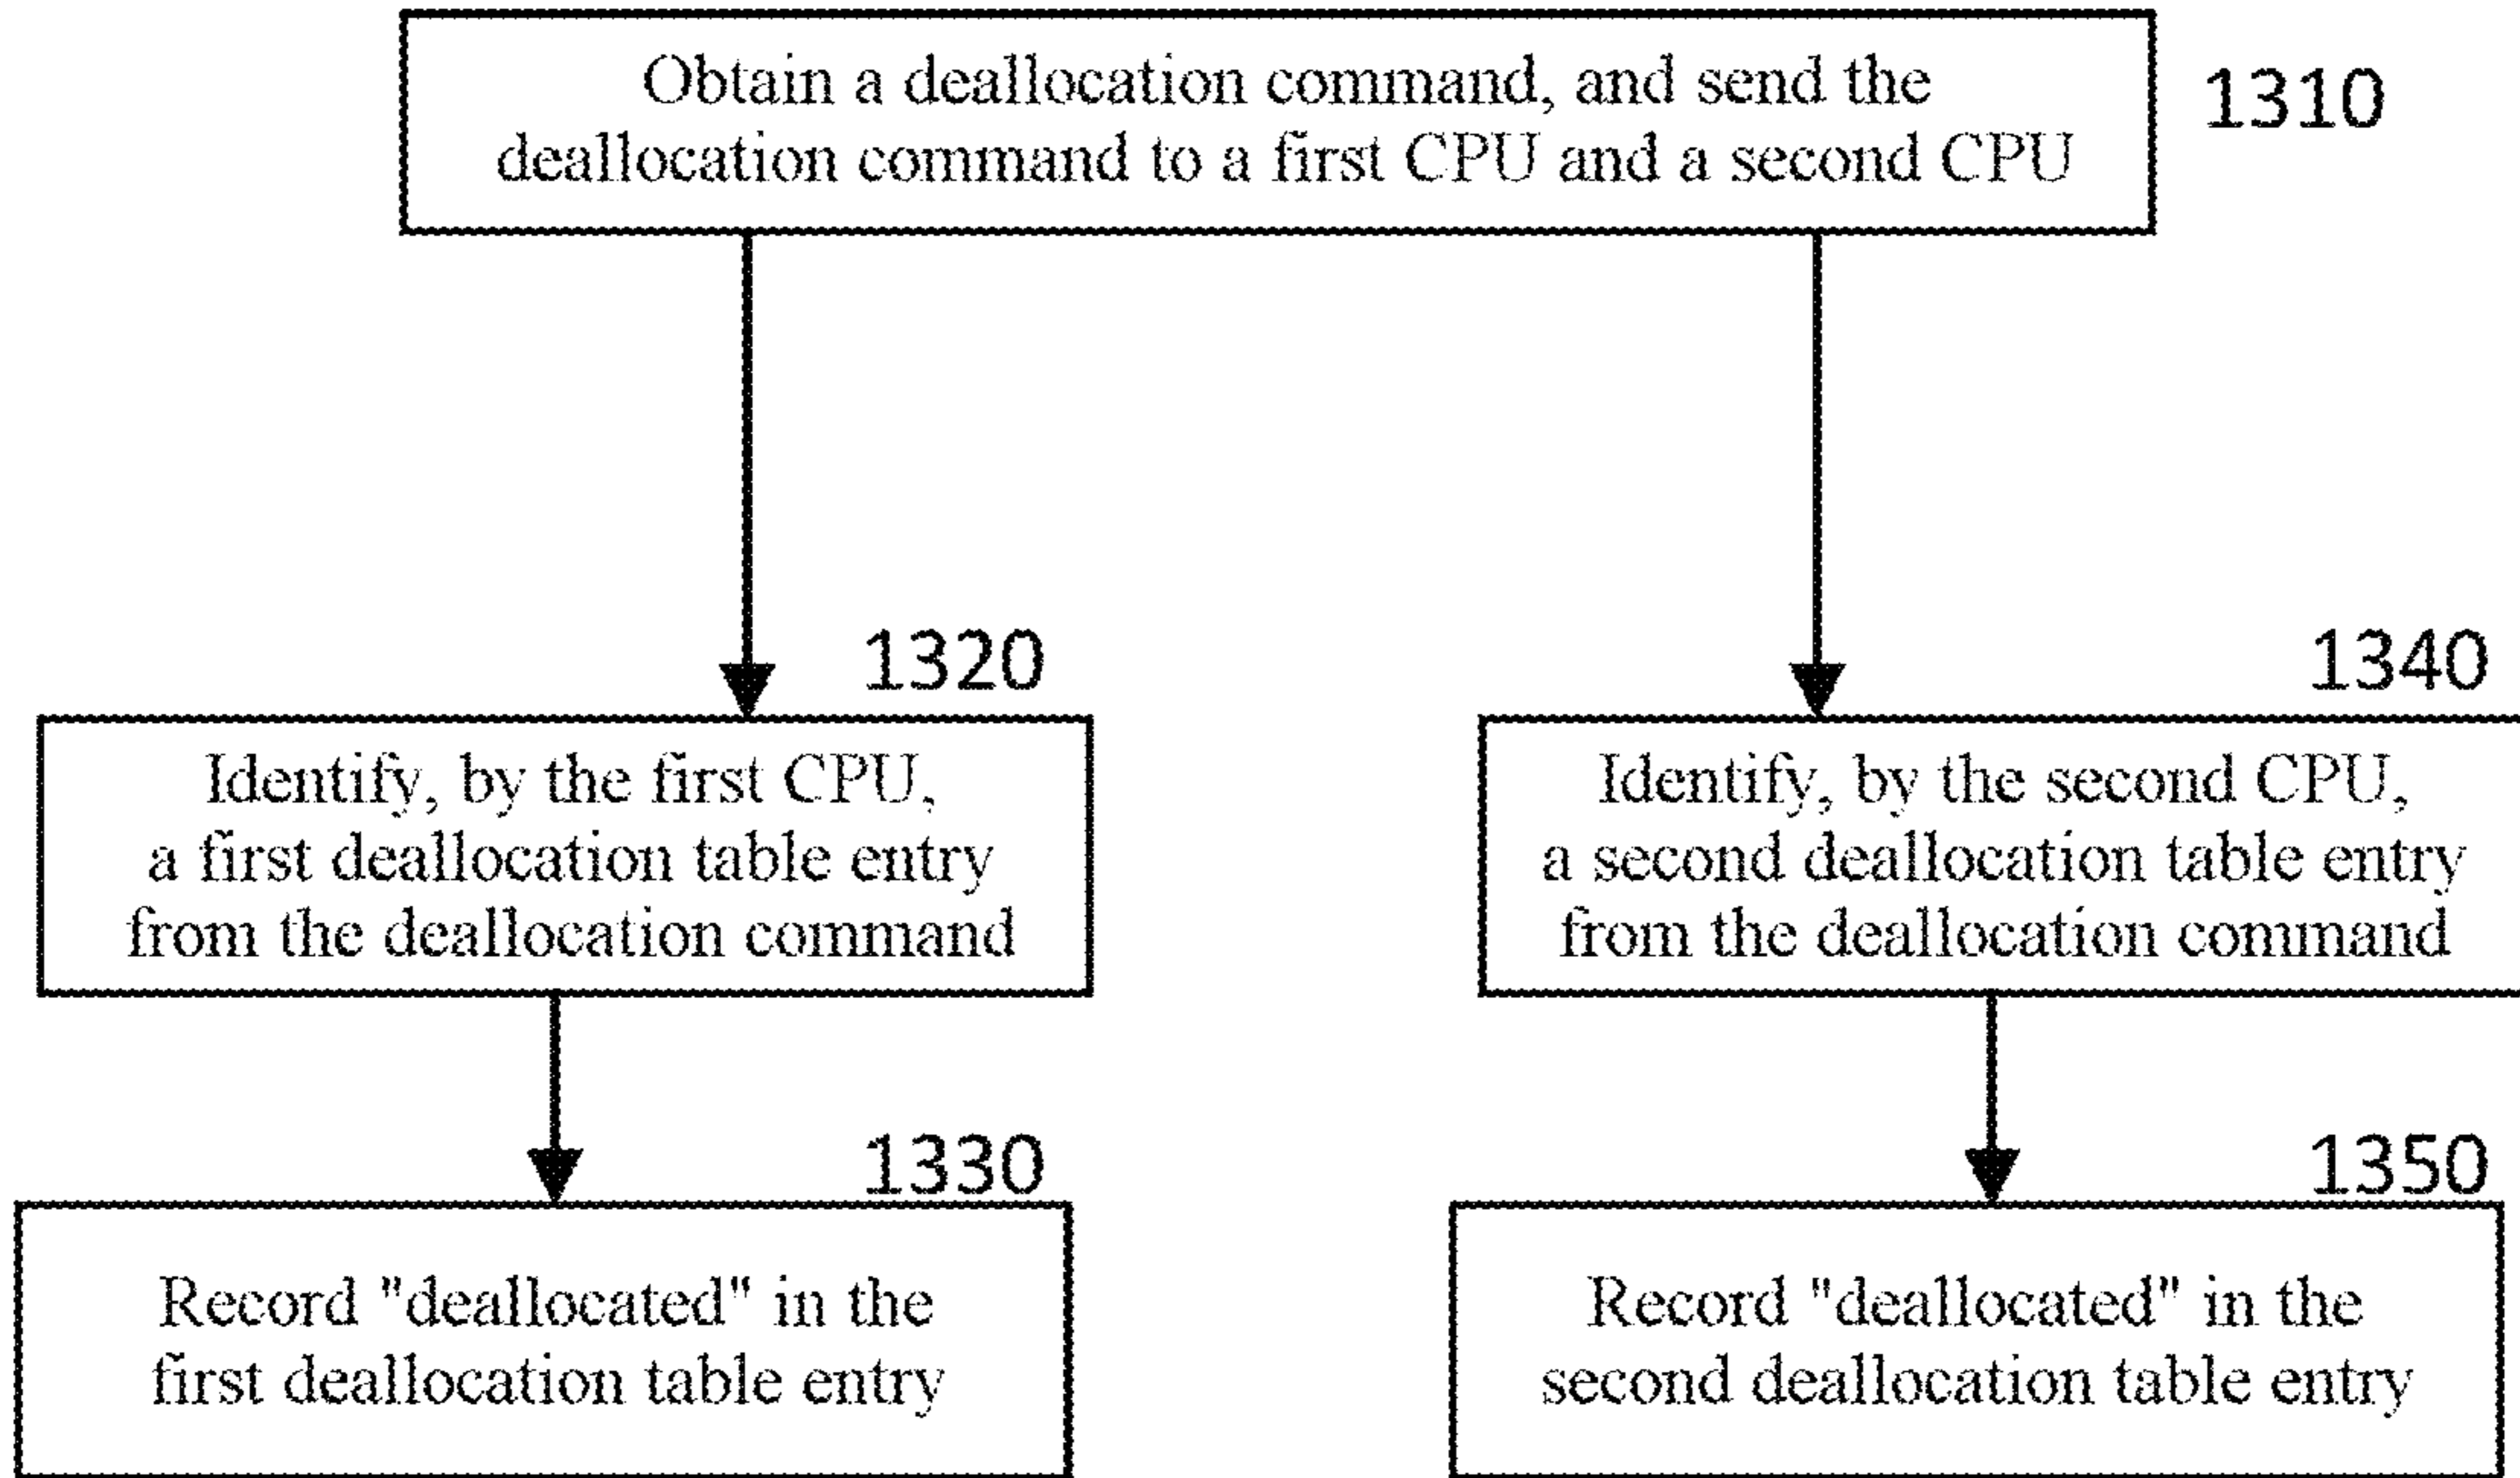 Obtain a deallocation command, and send the
deallocation command to a first CPU and a second CPU
1310
1320
Identify, by the first CPU,
a first deallocation table entry
from the deallocation command
1340
Identify, by the second CPU,
a second deallocation table entry
from the deallocation command
1330
Record "deallocated" in the
first deallocation table entry
1350
Record "deallocated" in the
second deallocation table entry